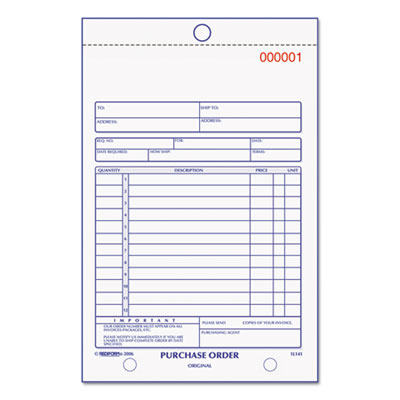 000001
TO: SHIP TO:
ADDRESS: ADDRESS:
REQ. NO. FOR: DATE:
DATE REQUIRED: HOW SHIP: TERMS:
QUANTITY DESCRIPTION PRICE UNIT
1
2
3
4
5
6
7
8
9
10
11
12
IMPORTANT
OUR ORDER NUMBER MUST APPEAR ON ALL
INVOICES-PACKAGES, ETC.
PLEASE NOTIFY US IMMEDIATELY IF YOU ARE
UNABLE TO SHIP COMPLETE ORDER BY DATE
SPECIFIED.
PLEASE SEND COPIES OF YOUR INVOICE.
PURCHASING AGENT
© REDIFORM 2006 PURCHASE ORDER 1L141
ORIGINAL